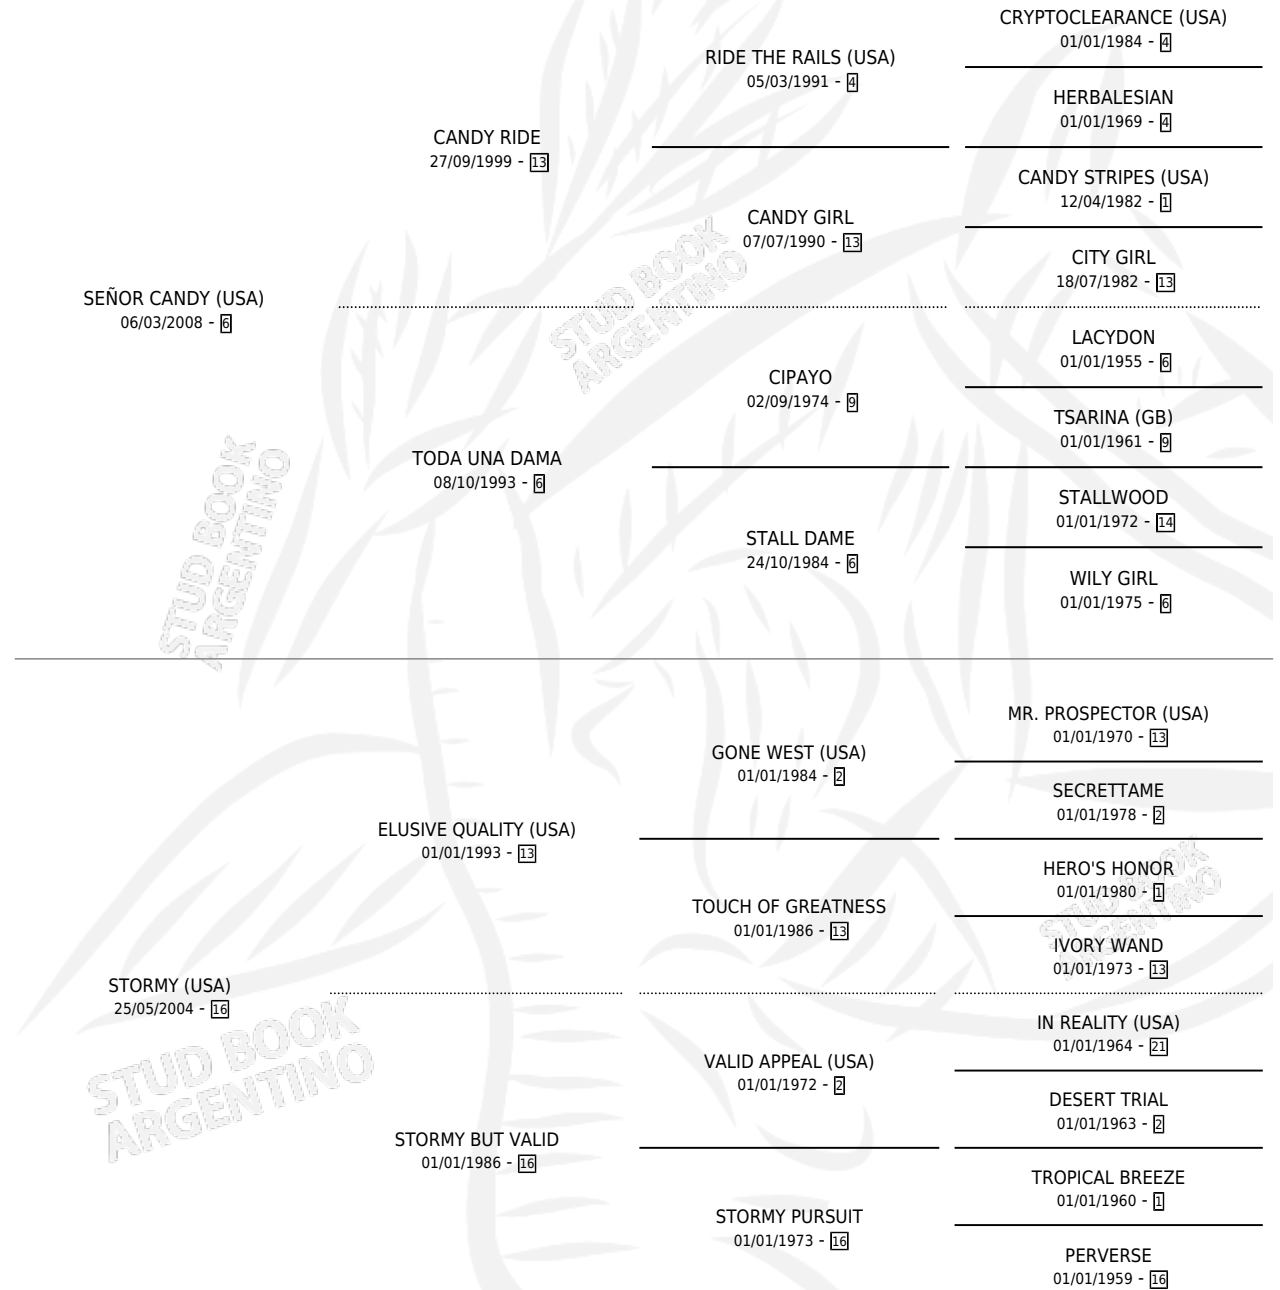 CRYPTOCLEARANCE (USA)
01/01/1984 - 4
RIDE THE RAILS (USA)
05/03/1991 - 4
HERBALESIAN
01/01/1969 - 4
CANDY RIDE
27/09/1999 - 13
CANDY STRIPES (USA)
12/04/1982 - 1
CANDY GIRL
07/07/1990 - 13
CITY GIRL
18/07/1982 - 13
SEÑOR CANDY (USA)
06/03/2008 - 6
STUD BOOK
ARGENTINO
LACYDON
01/01/1955 - 6
CIPAYO
02/09/1974 - 9
TSARINA (GB)
01/01/1961 - 9
TODA UNA DAMA
08/10/1993 - 6
STALLWOOD
01/01/1972 - 14
STALL DAME
24/10/1984 - 6
WILY GIRL
01/01/1975 - 6
STUD BOOK
ARGENTINO
MR. PROSPECTOR (USA)
01/01/1970 - 13
GONE WEST (USA)
01/01/1984 - 2
SECRETTAME
01/01/1978 - 2
ELUSIVE QUALITY (USA)
01/01/1993 - 13
HERO'S HONOR
01/01/1980 - 1
TOUCH OF GREATNESS
01/01/1986 - 13
STUD BOOK
ARGENTINO
IVORY WAND
01/01/1973 - 13
STORMY (USA)
25/05/2004 - 16
STUD BOOK
ARGENTINO
IN REALITY (USA)
01/01/1964 - 21
VALID APPEAL (USA)
01/01/1972 - 2
DESERT TRIAL
01/01/1963 - 2
STORMY BUT VALID
01/01/1986 - 16
TROPICAL BREEZE
01/01/1960 - 1
STORMY PURSUIT
01/01/1973 - 16
PERVERSE
01/01/1959 - 16